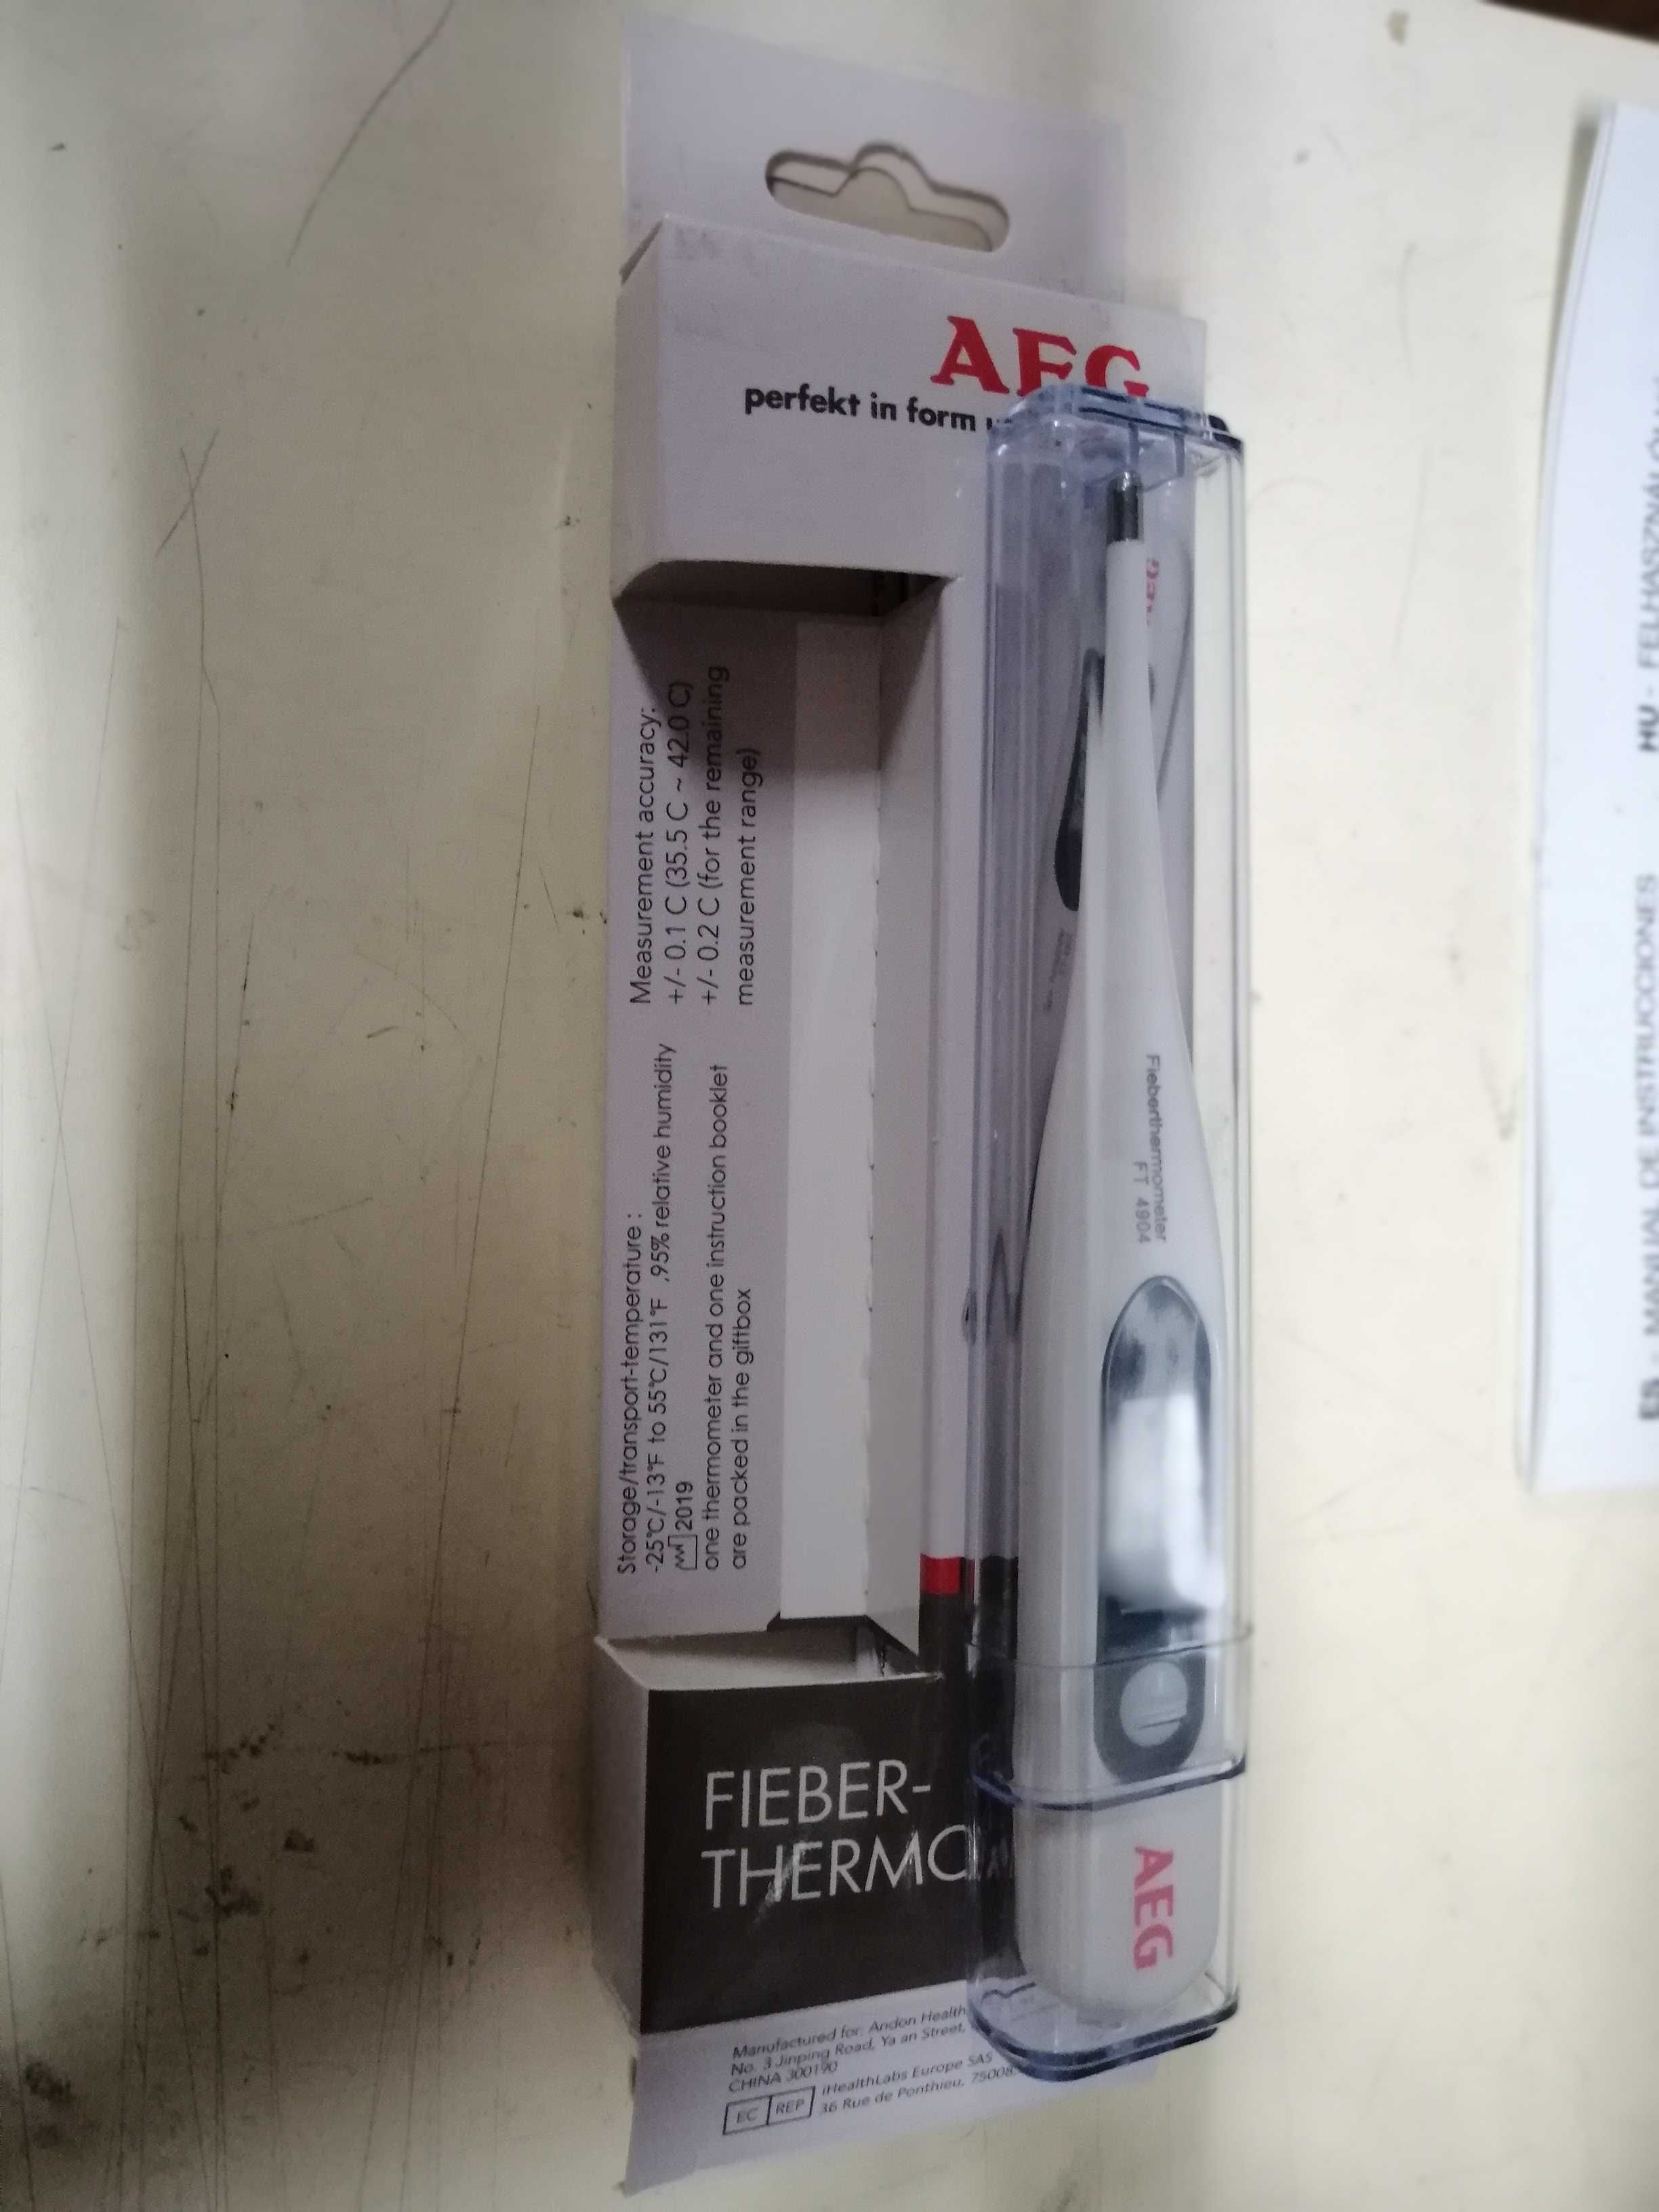 AEG
perfekt in form
Measurement accuracy:
+/- 0.1 C (35.5 C ~ 42.0 C)
+/- 0.2 C (for the remaining
measurement range)
Storage/transport-temperature :
-25℃/-13℉ to 55℃/131℉ ,95% relative humidity
2019
one thermometer and one instruction booklet
are packed in the giftbox
Fieberthermometer
FT 4904
AEG
FIEBER-
THERMO
Manufactured for: Andon Health
No. 3 Jinping Road, Ya an Street,
CHINA 300190
EC REP
iHealthLabs Europe SAS
36 Rue de Ponthieu, 75008
ES - MANUAL DE INSTRUCCIONES
HU -